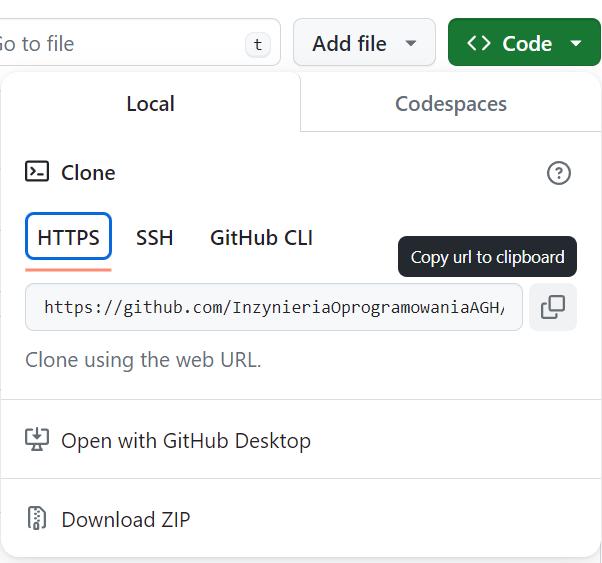 Go to file
t
Add file
Code
Local
Codespaces
Clone
HTTPS
SSH
GitHub CLI
Copy url to clipboard
https://github.com/InzynieriaOprogramowaniaAGH/
Clone using the web URL.
Open with GitHub Desktop
Download ZIP